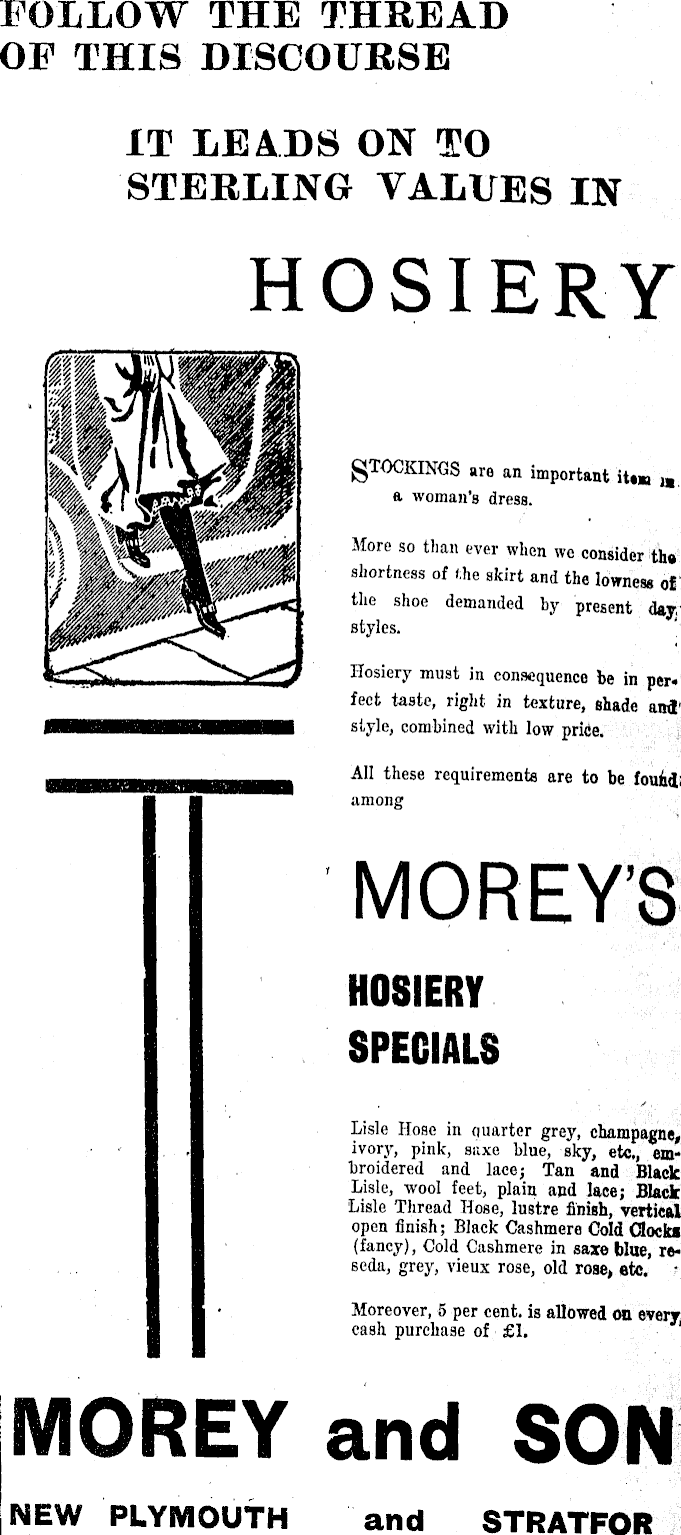 FOLLOW THE THREAD
OF THIS DISCOURSE
IT LEADS ON TO
STERLING VALUES IN
HOSIERY
STOCKINGS are an important item in
a woman's dress.
More so than ever when we consider the
shortness of the skirt and the lowness of
the shoe demanded by present day
styles.
Hosiery must in consequence be in per-
fect taste, right in texture, shade and
style, combined with low price.
All these requirements are to be found
among
MOREY'S
HOSIERY
SPECIALS
Lisle Hose in quarter grey, champagne,
ivory, pink, saxe blue, sky, etc., em-
broidered and lace; Tan and Black
Lisle, wool feet, plain and lace; Black
Lisle Thread Hose, lustre finish, vertical
open finish; Black Cashmere Cold Clocks
(fancy), Cold Cashmere in saxe blue, re-
seda, grey, vieux rose, old rose, etc.
Moreover, 5 per cent. is allowed on every
cash purchase of £1.
MOREY and SON
NEW PLYMOUTH and STRATFOR